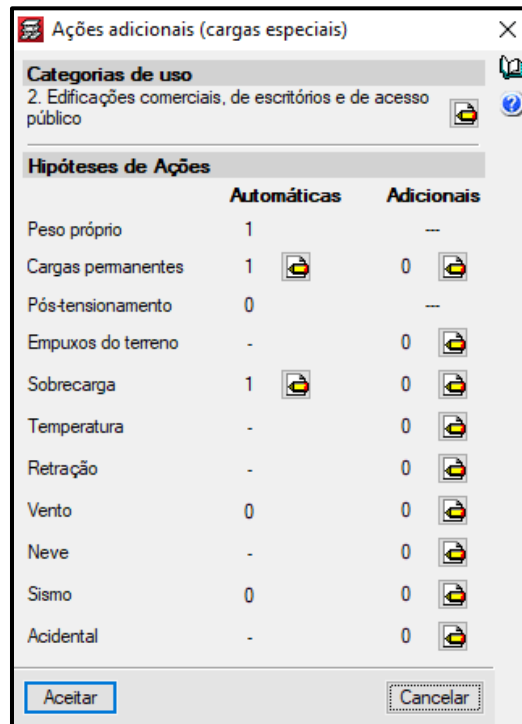 Ações adicionais (cargas especiais)
Categorias de uso
2. Edificações comerciais, de escritórios e de acesso
público
Hipóteses de Ações
Automáticas Adicionais
Peso próprio 1 ---
Cargas permanentes 1 0
Pós-tensionamento 0 ---
Empuxos do terreno - 0
Sobrecarga 1 0
Temperatura - 0
Retração - 0
Vento 0 0
Neve - 0
Sismo 0 0
Acidental - 0
Aceitar Cancelar